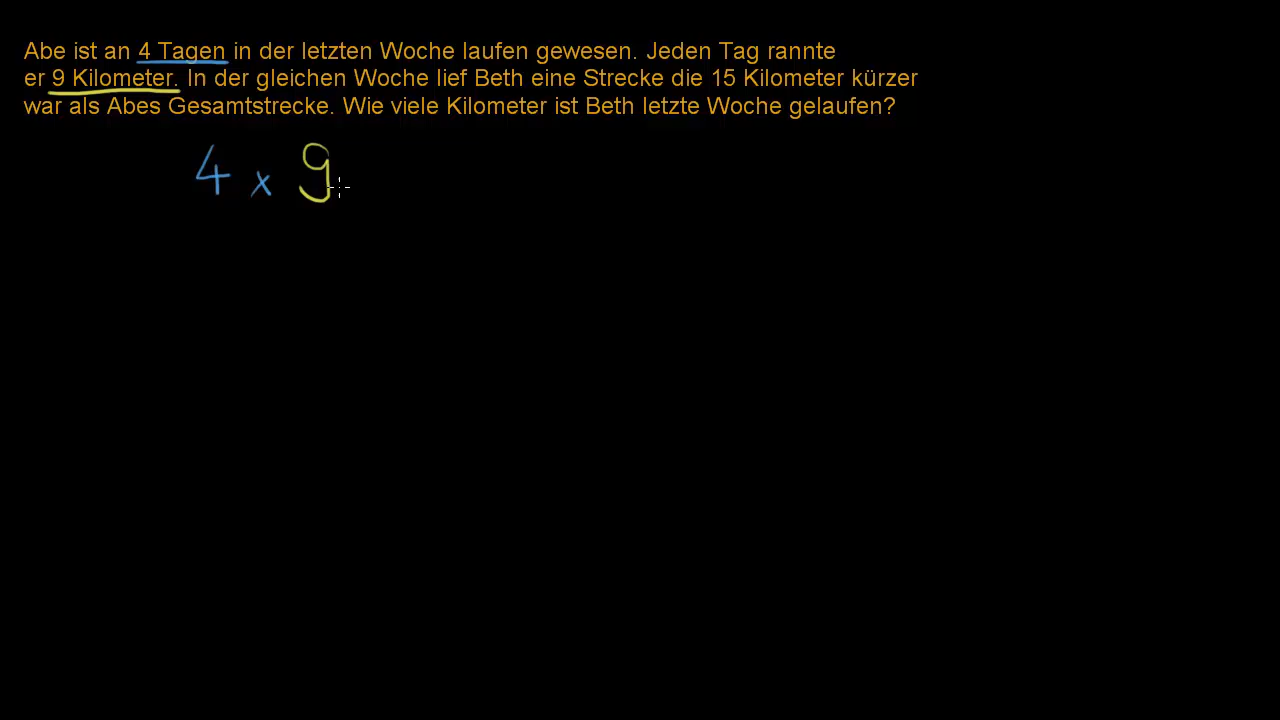 Abe ist an 4 Tagen in der letzten Woche laufen gewesen. Jeden Tag rannte
er 9 Kilometer. In der gleichen Woche lief Beth eine Strecke die 15 Kilometer kürzer
war als Abes Gesamtstrecke. Wie viele Kilometer ist Beth letzte Woche gelaufen?
4 x 9